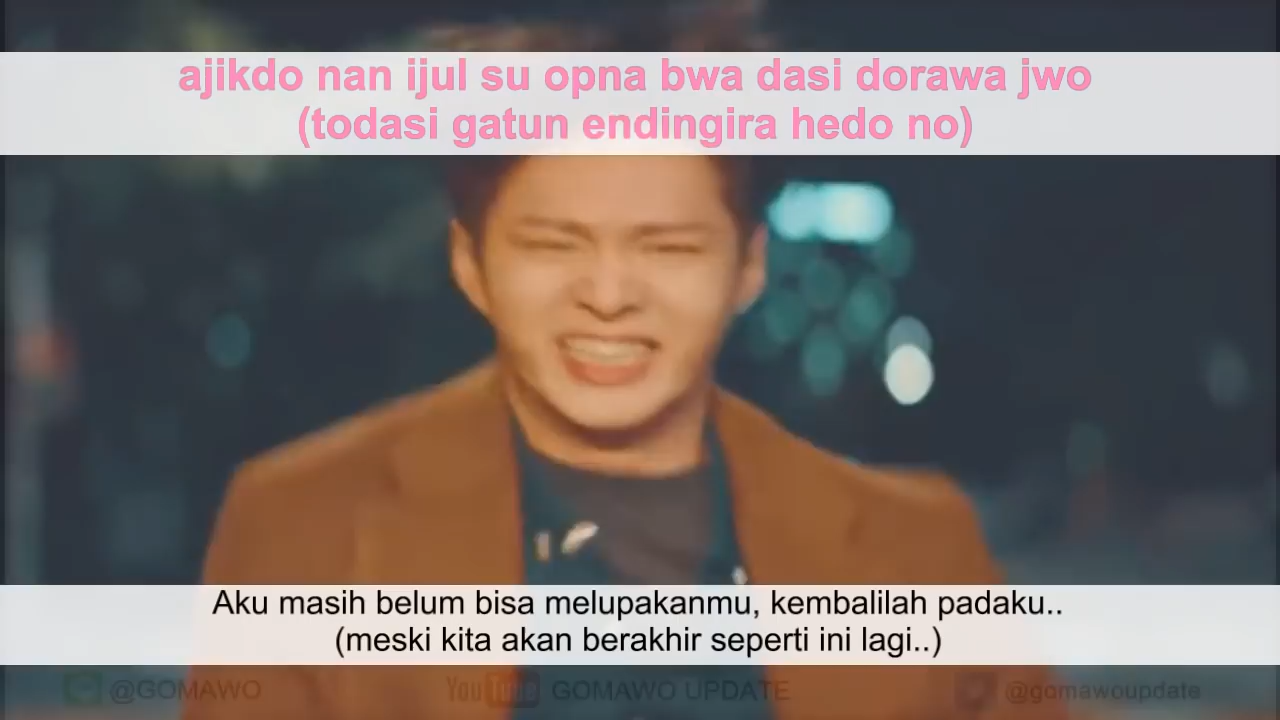 ajikdo nan ijul su opna bwa dasi dorawa jwo
(todasi gatun endingira hedo no)
Aku masih belum bisa melupakanmu, kembalilah padaku..
(meski kita akan berakhir seperti ini lagi..)
@GOMAWO YouTube GOMAWO UPDATE @gomawoupdate